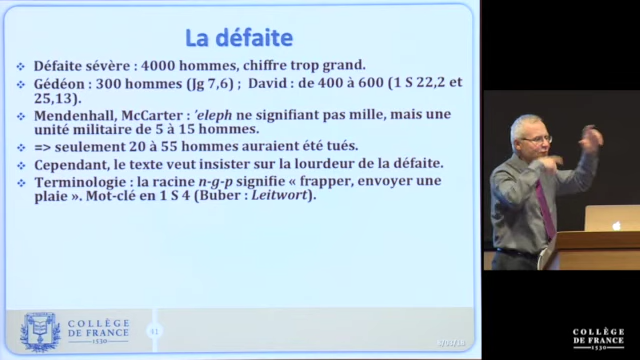 La défaite
❖ Défaite sévère : 4000 hommes, chiffre trop grand.
❖ Gédéon : 300 hommes (Jg 7,6) ; David : de 400 à 600 (1 S 22,2 et
25,13).
❖ Mendenhall, McCarter : ’eleph ne signifiant pas mille, mais une
unité militaire de 5 à 15 hommes.
❖ => seulement 20 à 55 hommes auraient été tués.
❖ Cependant, le texte veut insister sur la lourdeur de la défaite.
❖ Terminologie : la racine n-g-p signifie « frapper, envoyer une
plaie ». Mot-clé en 1 S 4 (Buber : Leitwort).
COLLÈGE
DE FRANCE
1530
41
COLLÈGE
DE FRANCE
1530